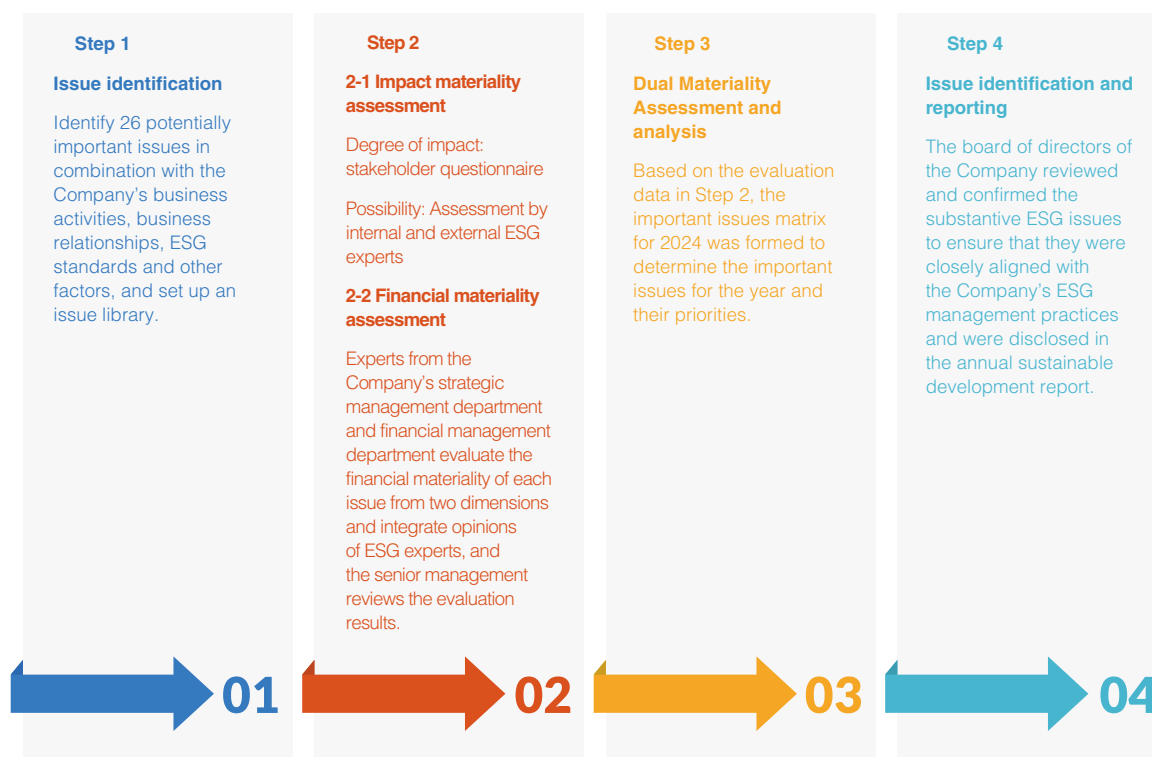 Step 1
Issue identification
Identify 26 potentially
important issues in
combination with the
Company’s business
activities, business
relationships, ESG
standards and other
factors, and set up an
issue library.
01
Step 2
2-1 Impact materiality
assessment
Degree of impact:
stakeholder questionnaire
Possibility: Assessment by
internal and external ESG
experts
2-2 Financial materiality
assessment
Experts from the
Company’s strategic
management department
and financial management
department evaluate the
financial materiality of each
issue from two dimensions
and integrate opinions
of ESG experts, and
the senior management
reviews the evaluation
results.
02
Step 3
Dual Materiality
Assessment and
analysis
Based on the evaluation
data in Step 2, the
important issues matrix
for 2024 was formed to
determine the important
issues for the year and
their priorities.
03
Step 4
Issue identification and
reporting
The board of directors of
the Company reviewed
and confirmed the
substantive ESG issues
to ensure that they were
closely aligned with
the Company’s ESG
management practices
and were disclosed in
the annual sustainable
development report.
04